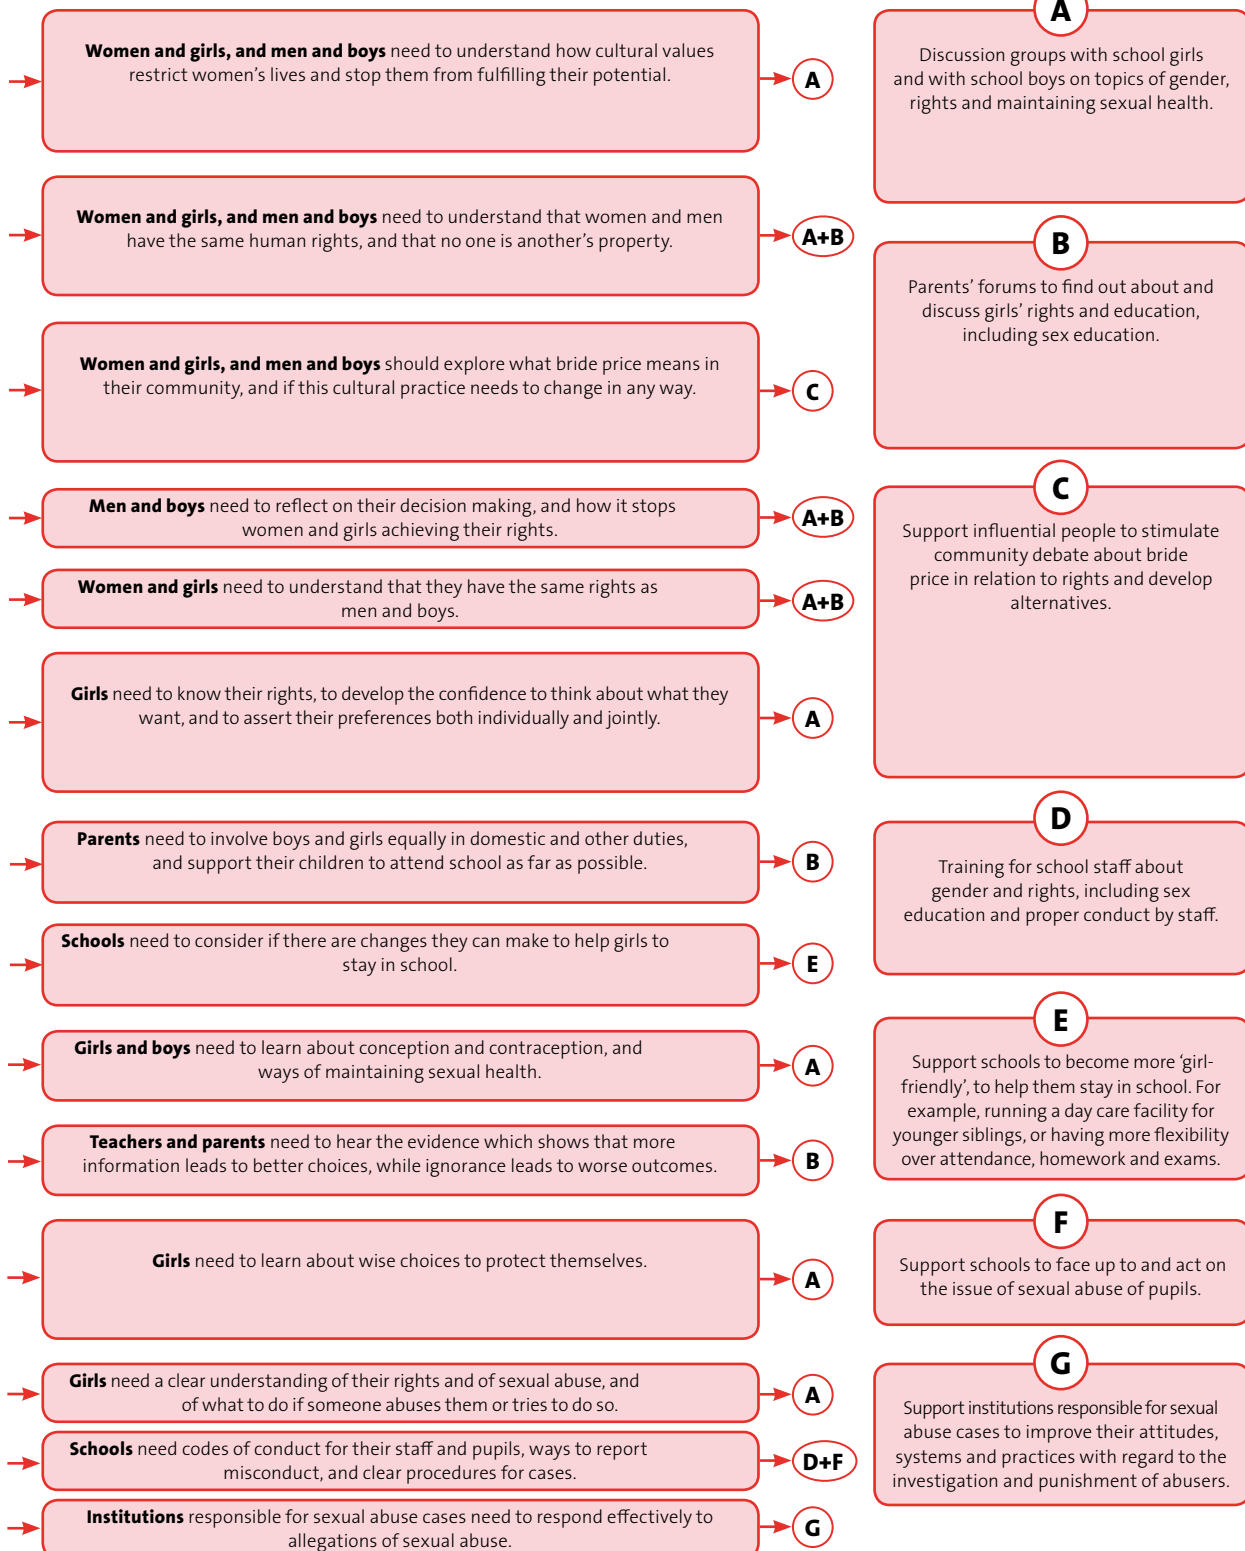 Women and girls, and men and boys need to understand how cultural values
restrict women's lives and stop them from fulfilling their potential.
A
Women and girls, and men and boys need to understand that women and men
have the same human rights, and that no one is another's property.
A+B
Women and girls, and men and boys should explore what bride price means in
their community, and if this cultural practice needs to change in any way.
C
Men and boys need to reflect on their decision making, and how it stops
women and girls achieving their rights.
A+B
Women and girls need to understand that they have the same rights as
men and boys.
A+B
Girls need to know their rights, to develop the confidence to think about what they
want, and to assert their preferences both individually and jointly.
A
Parents need to involve boys and girls equally in domestic and other duties,
and support their children to attend school as far as possible.
B
Schools need to consider if there are changes they can make to help girls to
stay in school.
E
Girls and boys need to learn about conception and contraception, and
ways of maintaining sexual health.
A
Teachers and parents need to hear the evidence which shows that more
information leads to better choices, while ignorance leads to worse outcomes.
B
Girls need to learn about wise choices to protect themselves.
A
Girls need a clear understanding of their rights and of sexual abuse, and
of what to do if someone abuses them or tries to do so.
A
Schools need codes of conduct for their staff and pupils, ways to report
misconduct, and clear procedures for cases.
D+F
Institutions responsible for sexual abuse cases need to respond effectively to
allegations of sexual abuse.
G
A
Discussion groups with school girls
and with school boys on topics of gender,
rights and maintaining sexual health.
B
Parents' forums to find out about and
discuss girls' rights and education,
including sex education.
C
Support influential people to stimulate
community debate about bride
price in relation to rights and develop
alternatives.
D
Training for school staff about
gender and rights, including sex
education and proper conduct by staff.
E
Support schools to become more 'girl-
friendly', to help them stay in school. For
example, running a day care facility for
younger siblings, or having more flexibility
over attendance, homework and exams.
F
Support schools to face up to and act on
the issue of sexual abuse of pupils.
G
Support institutions responsible for sexual
abuse cases to improve their attitudes,
systems and practices with regard to the
investigation and punishment of abusers.